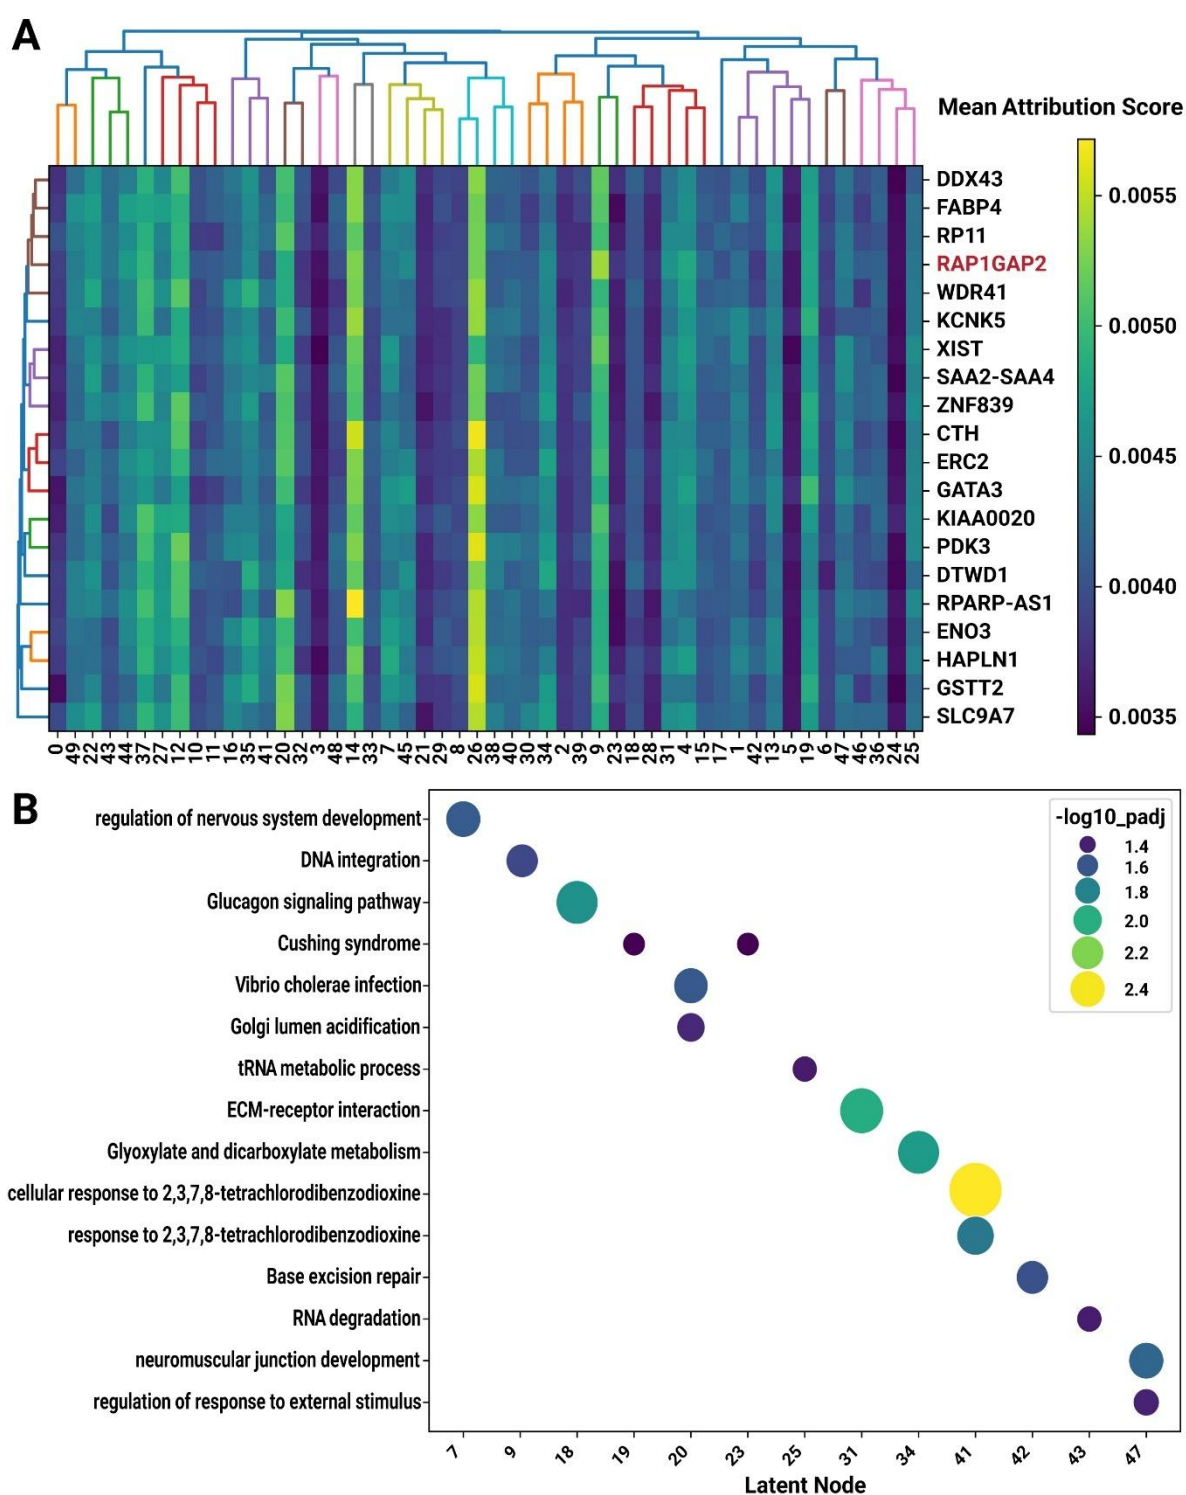 A
Mean Attribution Score
DDX43
FABP4
RP11
RAP1GAP2
WDR41
KCNK5
XIST
SAA2-SAA4
ZNF839
CTH
ERC2
GATA3
KIAA0020
PDK3
DTWD1
RPARP-AS1
ENO3
HAPLN1
GSTT2
SLC9A7
0.0055
0.0050
0.0045
0.0040
0.0035
0 49 22 43 44 37 27 12 10 11 16 35 41 20 32 3 48 14 33 7 45 21 29 8 26 38 40 30 34 2 39 9 23 18 28 31 4 15 17 1 42 13 5 19 6 47 46 36 24 25
B
regulation of nervous system development
DNA integration
Glucagon signaling pathway
Cushing syndrome
Vibrio cholerae infection
Golgi lumen acidification
tRNA metabolic process
ECM-receptor interaction
Glyoxylate and dicarboxylate metabolism
cellular response to 2,3,7,8-tetrachlorodibenzodioxine
response to 2,3,7,8-tetrachlorodibenzodioxine
Base excision repair
RNA degradation
neuromuscular junction development
regulation of response to external stimulus
-log10_padj
1.4
1.6
1.8
2.0
2.2
2.4
7 9 18 19 20 23 25 31 34 41 42 43 47
Latent Node